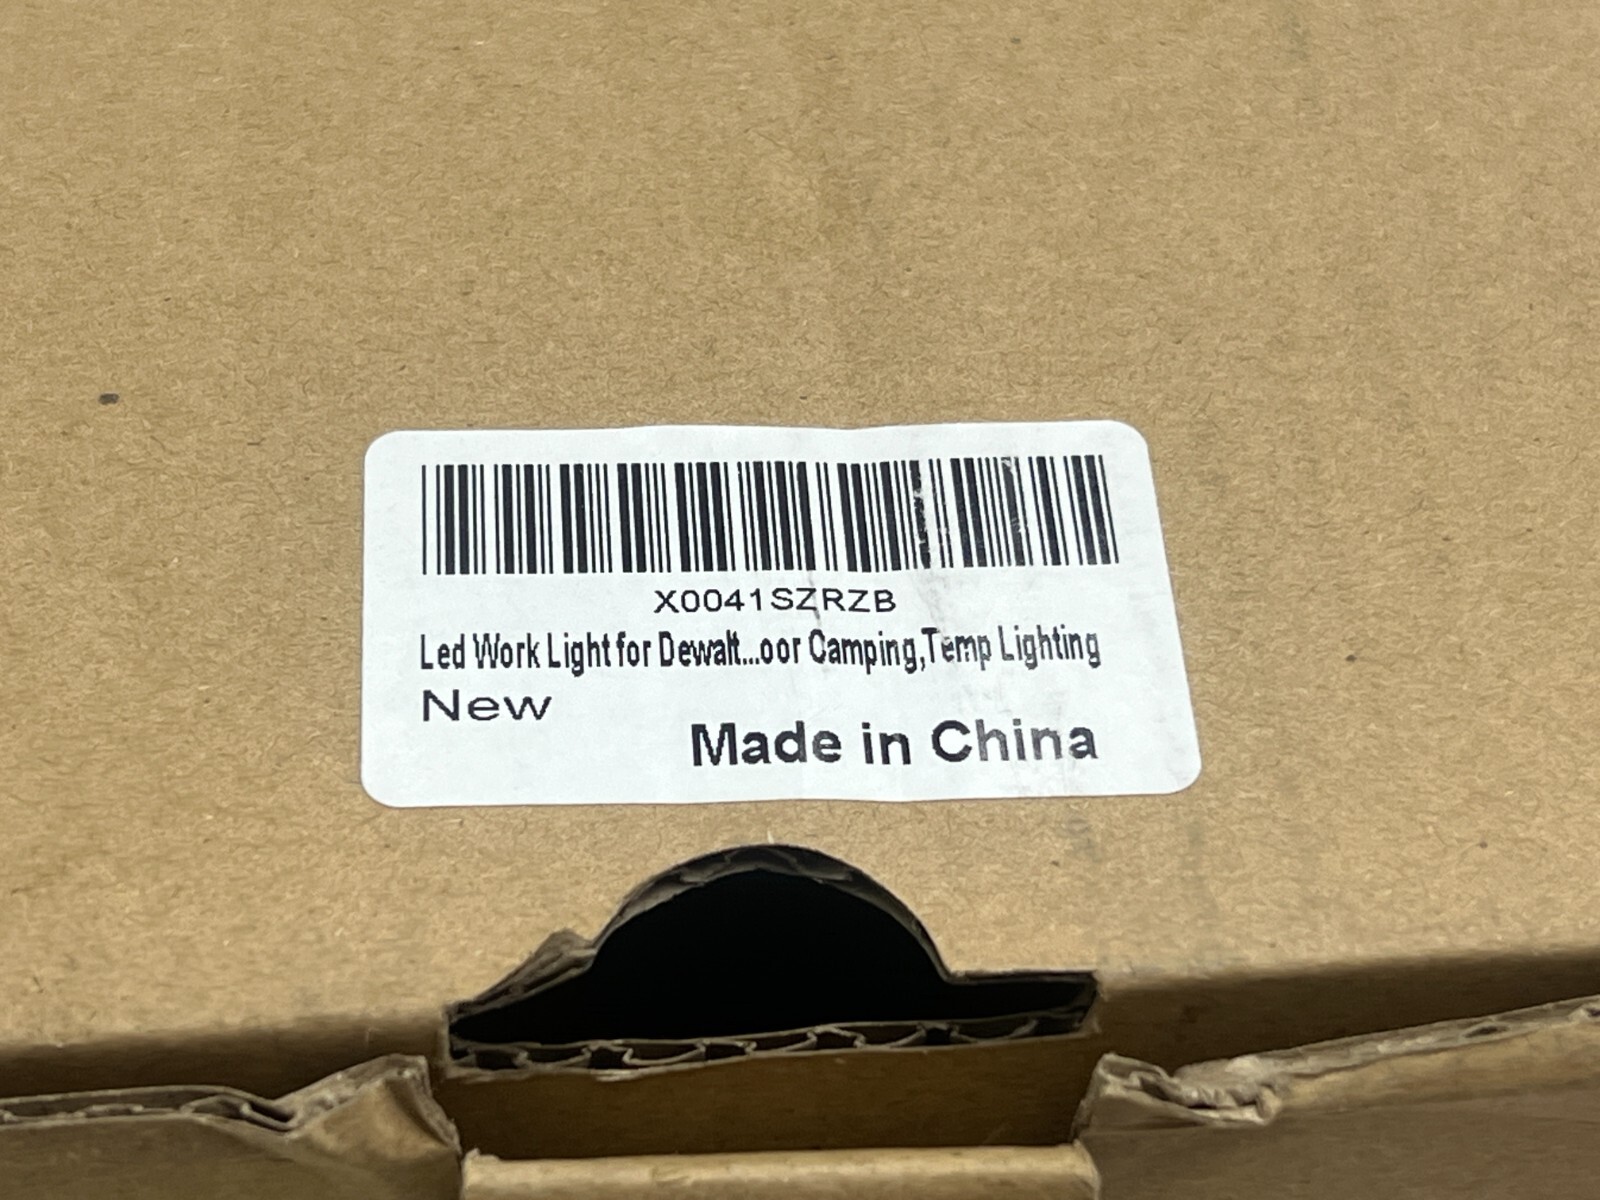 X0041SZRZB
Led Work Light for Dewalt...oor Camping,Temp Lighting
New
Made in China